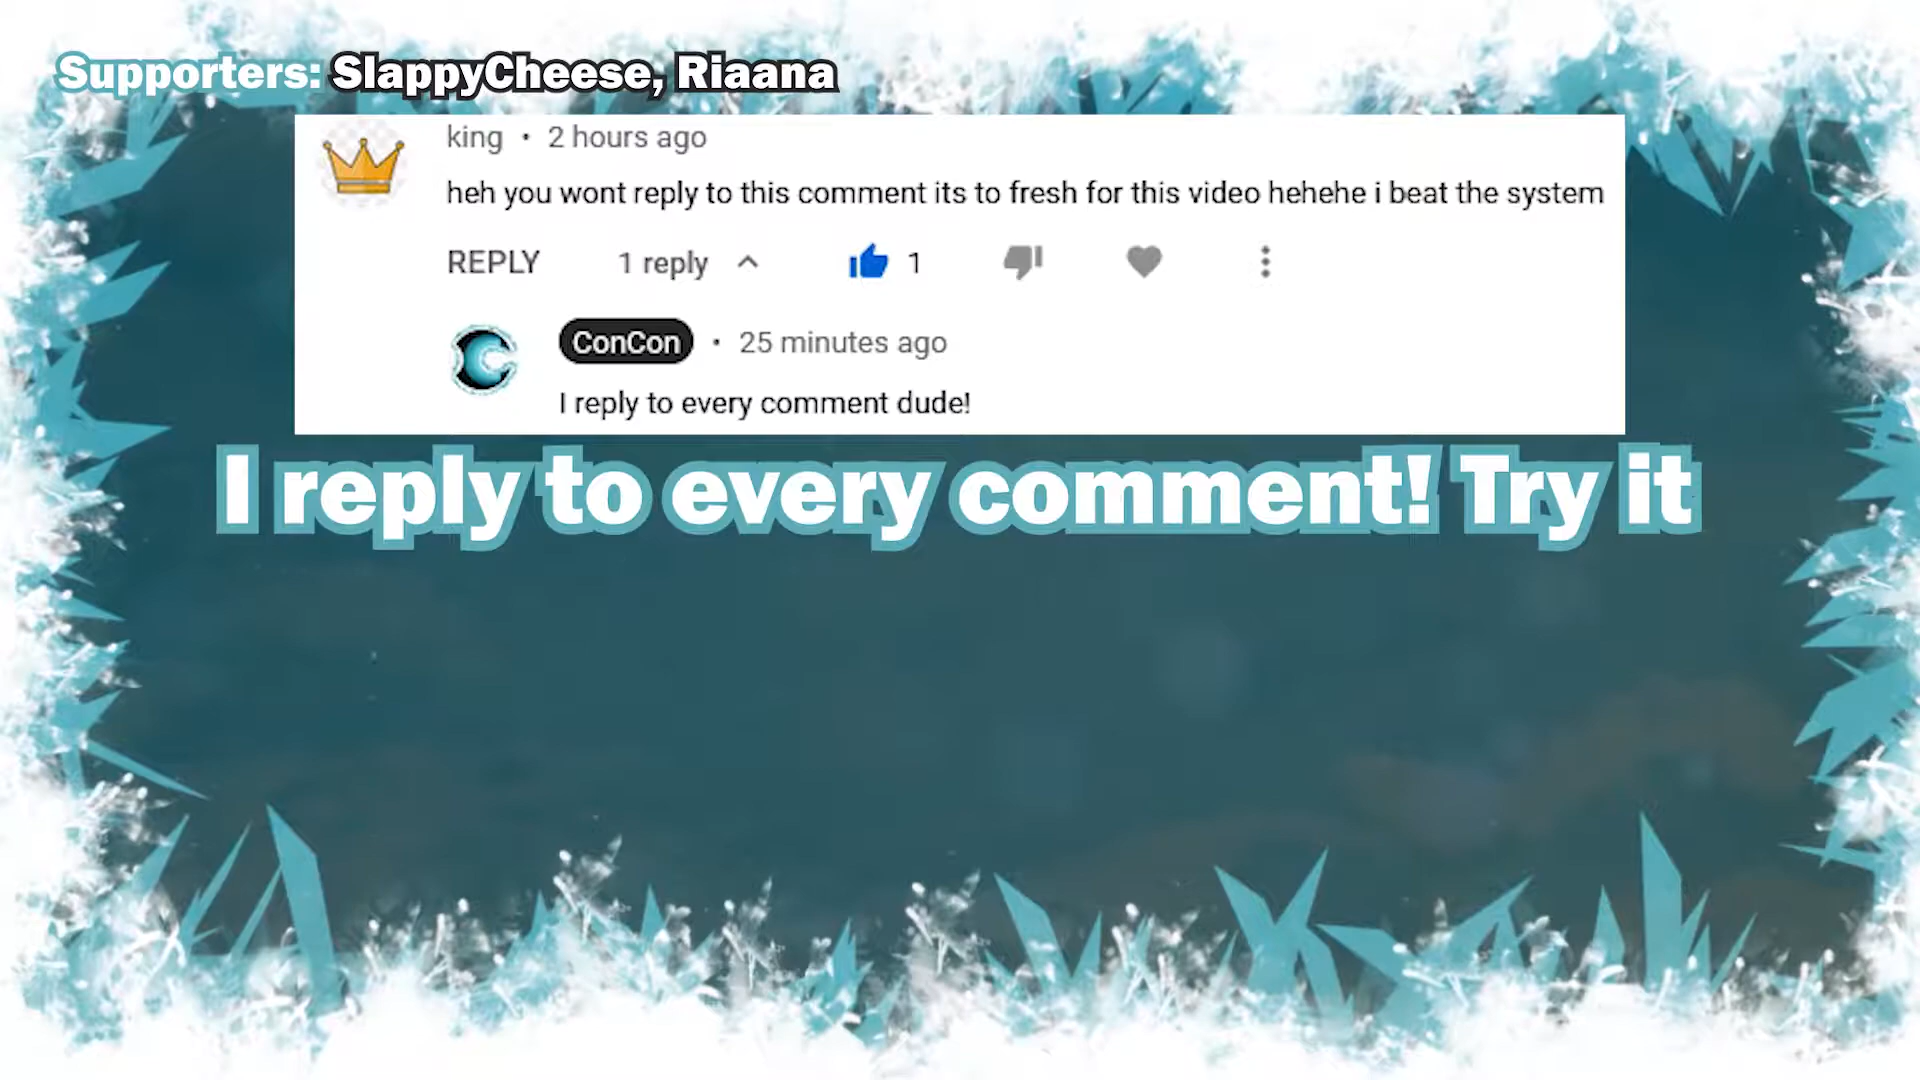 Supporters: SlappyCheese, Riaana
king • 2 hours ago
heh you wont reply to this comment its to fresh for this video hehehe i beat the system
REPLY 1 reply 1
ConCon • 25 minutes ago
I reply to every comment dude!
I reply to every comment! Try it